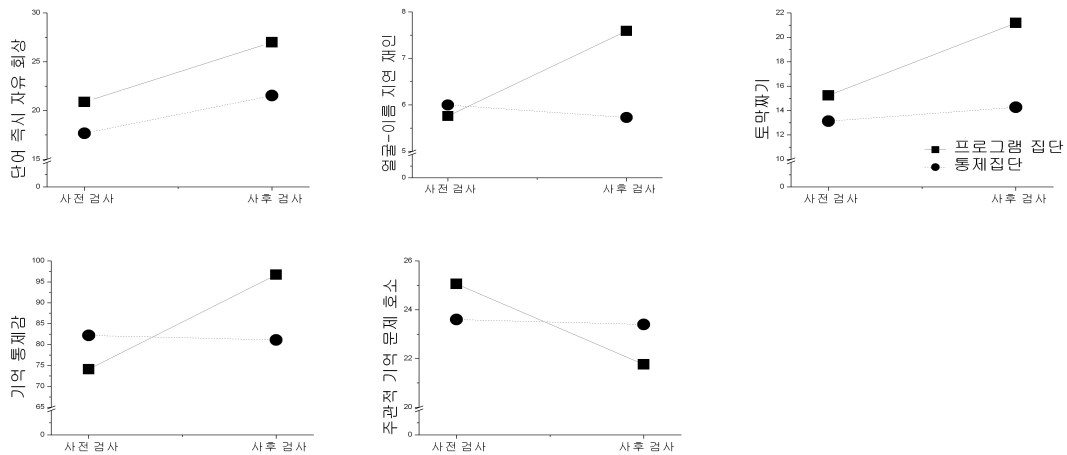 단어 즉시 자유 회상
30
25
20
15
0
사전 검사
사후 검사
얼굴-이름 지연 재인
8
7
6
5
0
사전 검사
사후 검사
토막짜기
22
20
18
16
14
12
10
0
프로그램 집단
통제집단
사전 검사
사후 검사
기억 통제감
100
95
90
85
80
75
70
65
0
사전 검사
사후 검사
주관적 기억 문제 호소
26
24
22
20
0
사전 검사
사후 검사